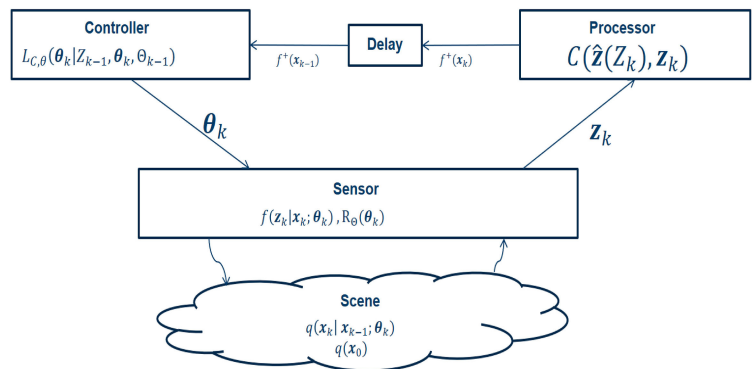 Controller
L_{C,θ}(θ_k|Z_{k-1}, θ_k, Θ_{k-1})
Delay
f⁺(x_{k-1})
f⁺(x_k)
Processor
C(ẑ(Z_k), z_k)
θ_k
z_k
Sensor
f(z_k|x_k; θ_k) , R_Θ(θ_k)
Scene
q(x_k| x_{k-1}; θ_k)
q(x_0)